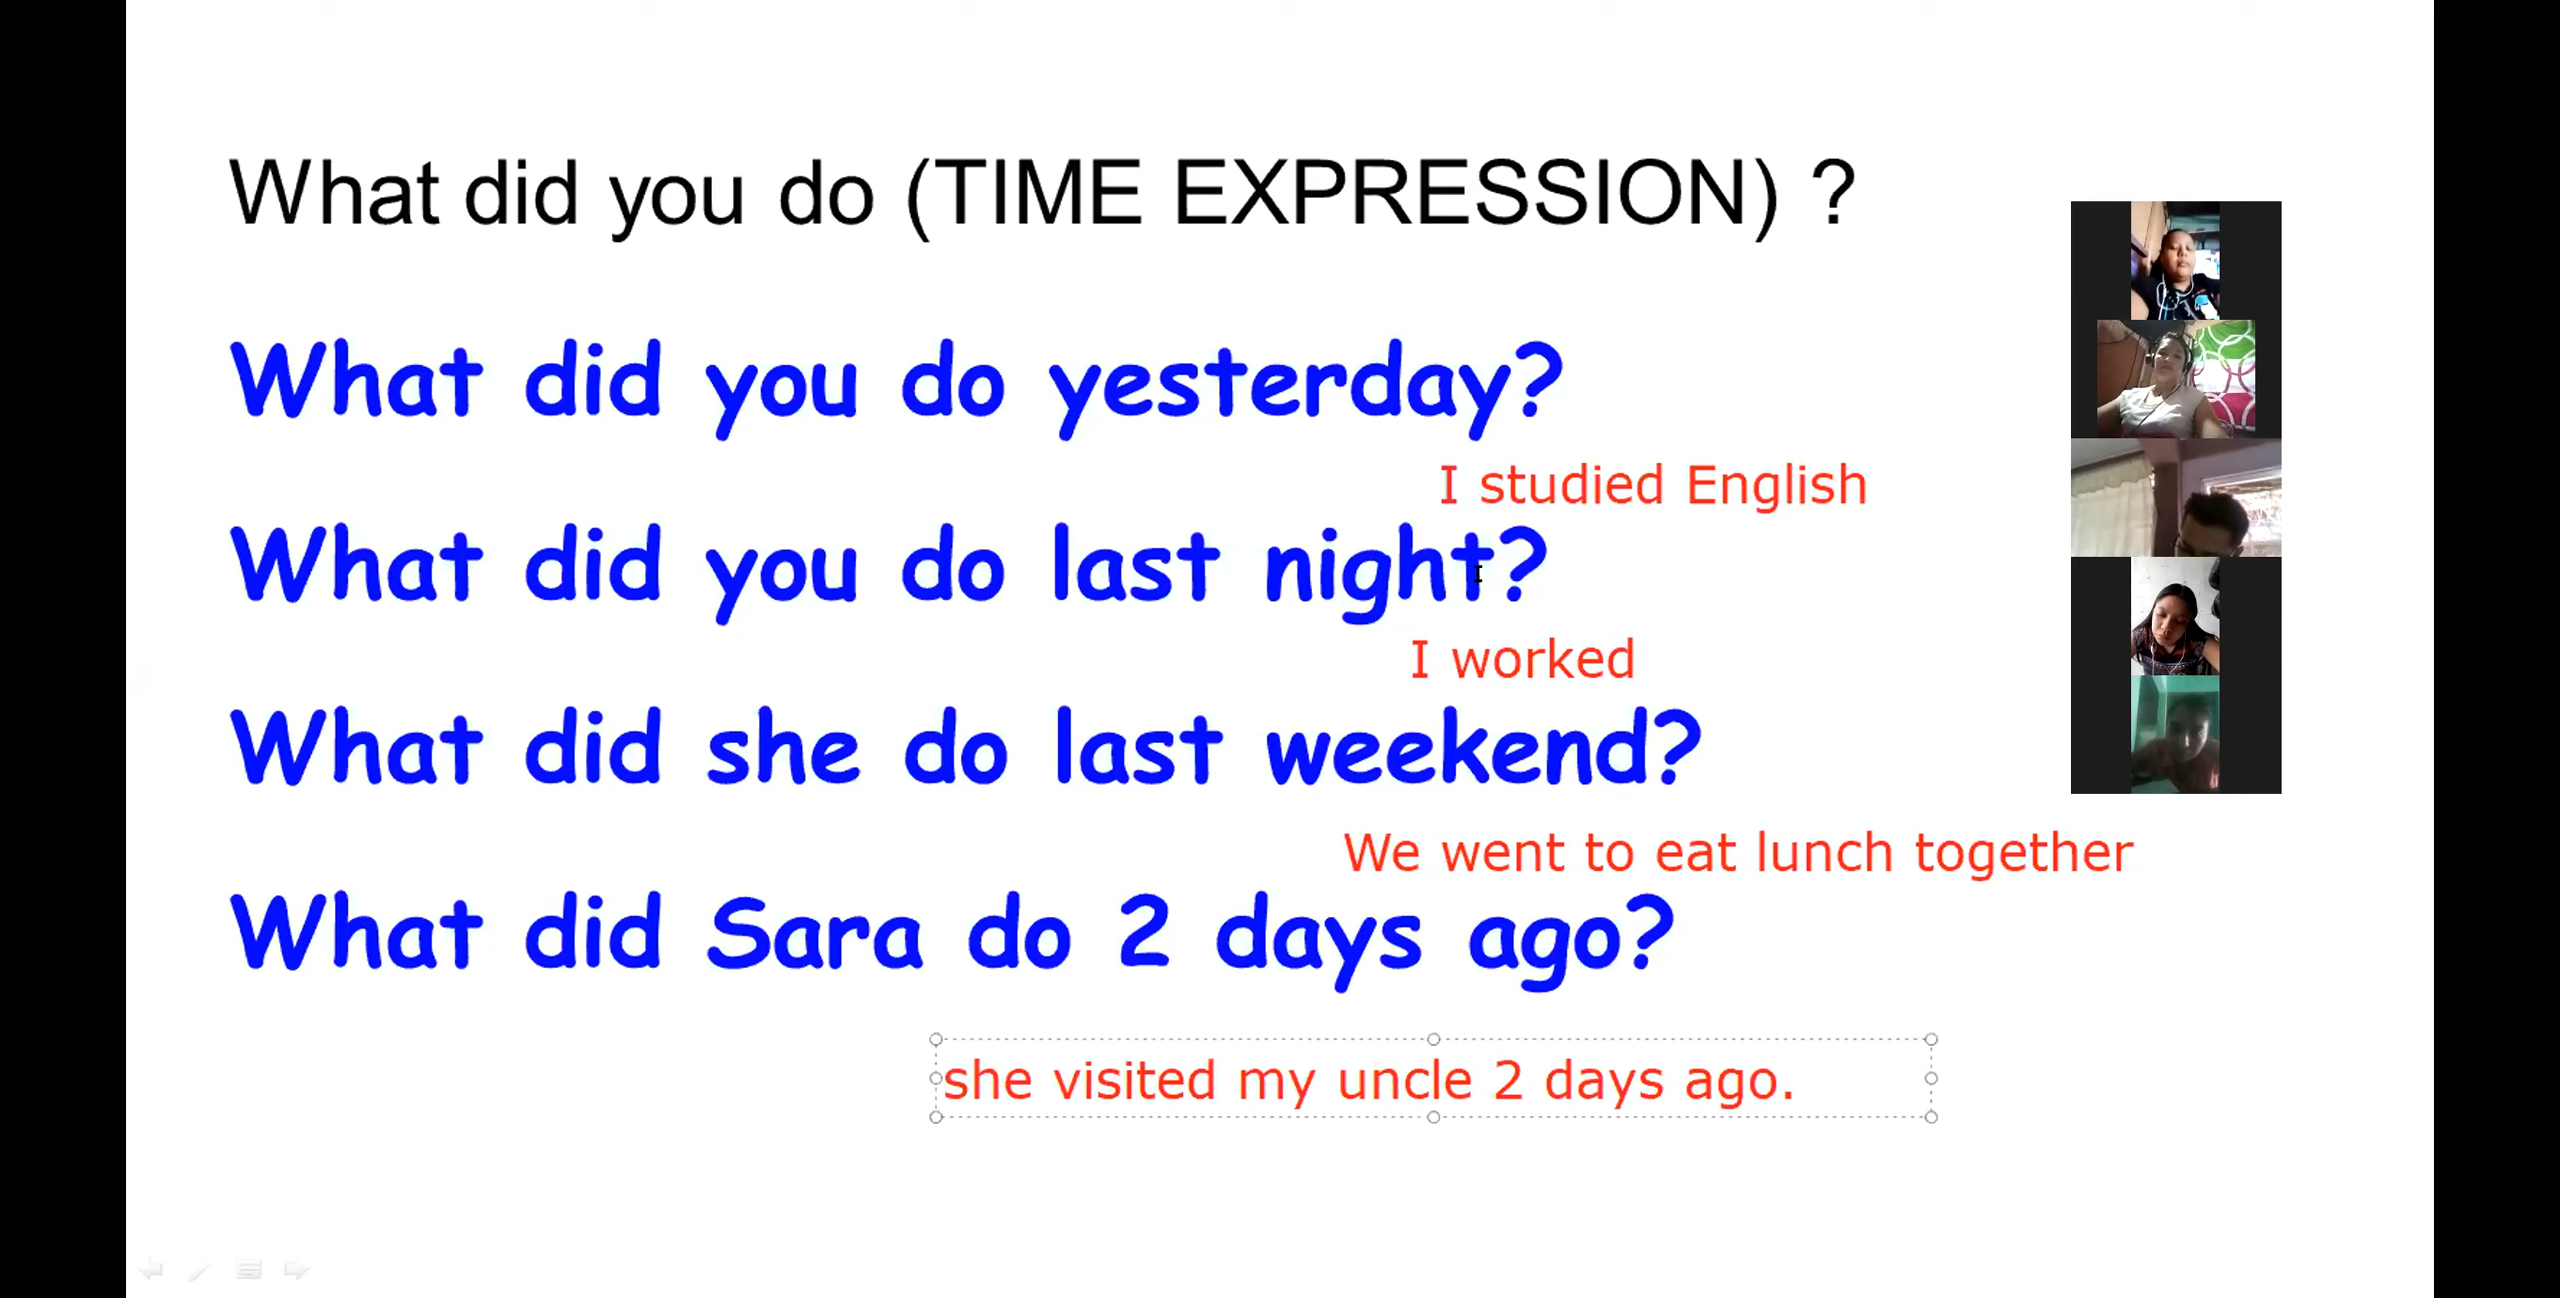 What did you do (TIME EXPRESSION) ?
What did you do yesterday?
I studied English
What did you do last night?
I worked
What did she do last weekend?
We went to eat lunch together
What did Sara do 2 days ago?
she visited my uncle 2 days ago.